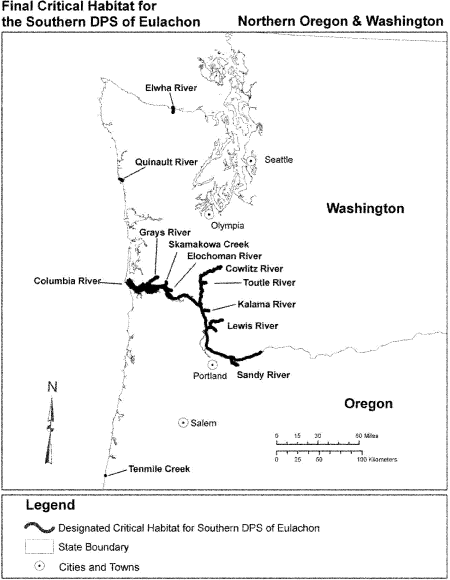 Final Critical Habitat for
the Southern DPS of Eulachon
Northern Oregon & Washington
Elwha River
Seattle
Quinault River
Washington
Olympia
Grays River
Skamakowa Creek
Elochoman River
Cowlitz River
Columbia River
Toutle River
Kalama River
Lewis River
Portland
Sandy River
N
Oregon
Salem
0 15 30 60 Miles
0 25 50 100 Kilometers
Tenmile Creek
Legend
Designated Critical Habitat for Southern DPS of Eulachon
State Boundary
Cities and Towns